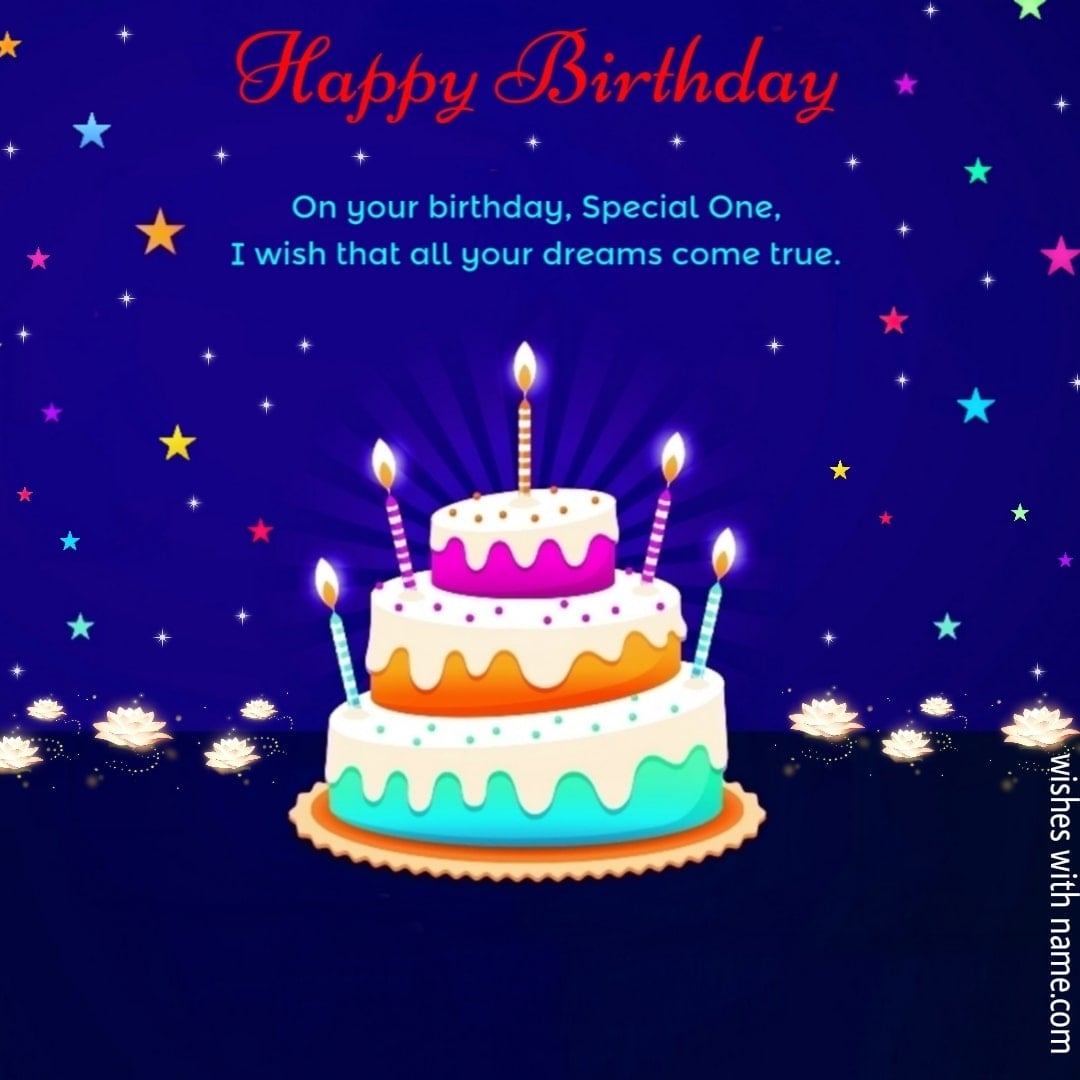 Happy Birthday
On your birthday, Special One,
I wish that all your dreams come true.
wishes with name.com